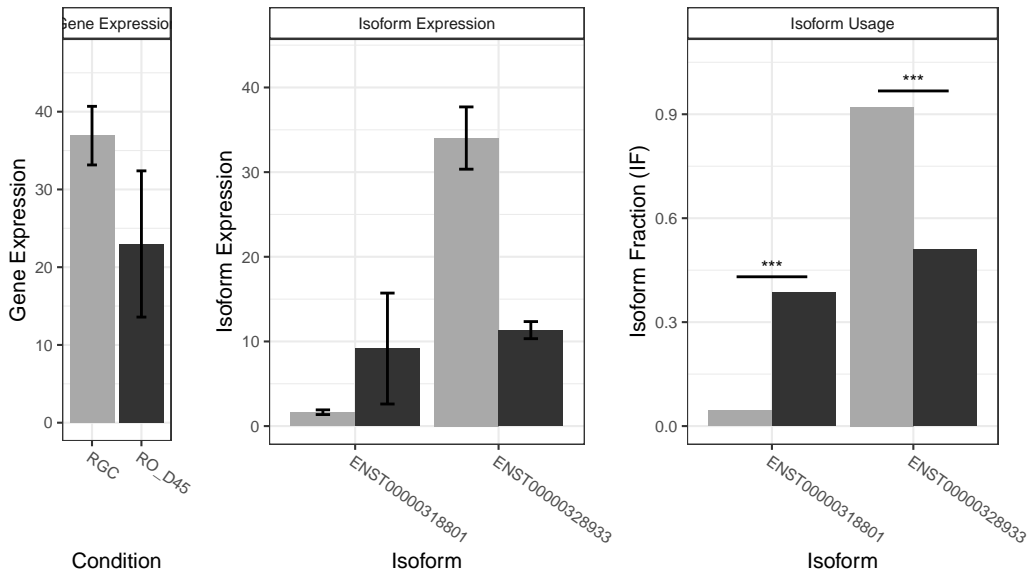 Gene Expression
Isoform Expression
Isoform Usage
Gene Expression
40
30
20
10
0
RGC
RO_D45
Condition
Isoform Expression
40
30
20
10
0
ENST00000318801
ENST00000328933
Isoform
Isoform Fraction (IF)
0.9
0.6
0.3
0.0
***
***
ENST00000318801
ENST00000328933
Isoform